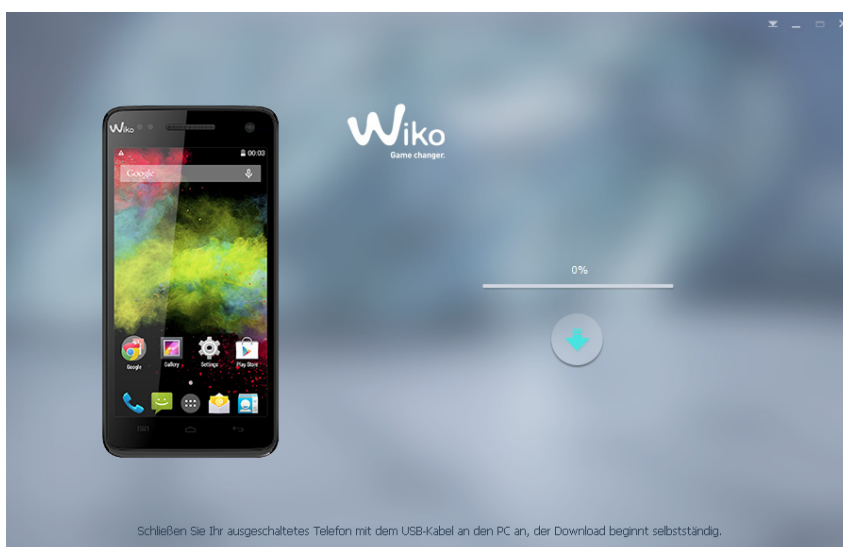 Wiko
00:03
Google
Google
Gallery
Settings
Play Store
Wiko
Game changer.
0%
Schließen Sie Ihr ausgeschaltetes Telefon mit dem USB-Kabel an den PC an, der Download beginnt selbstständig.